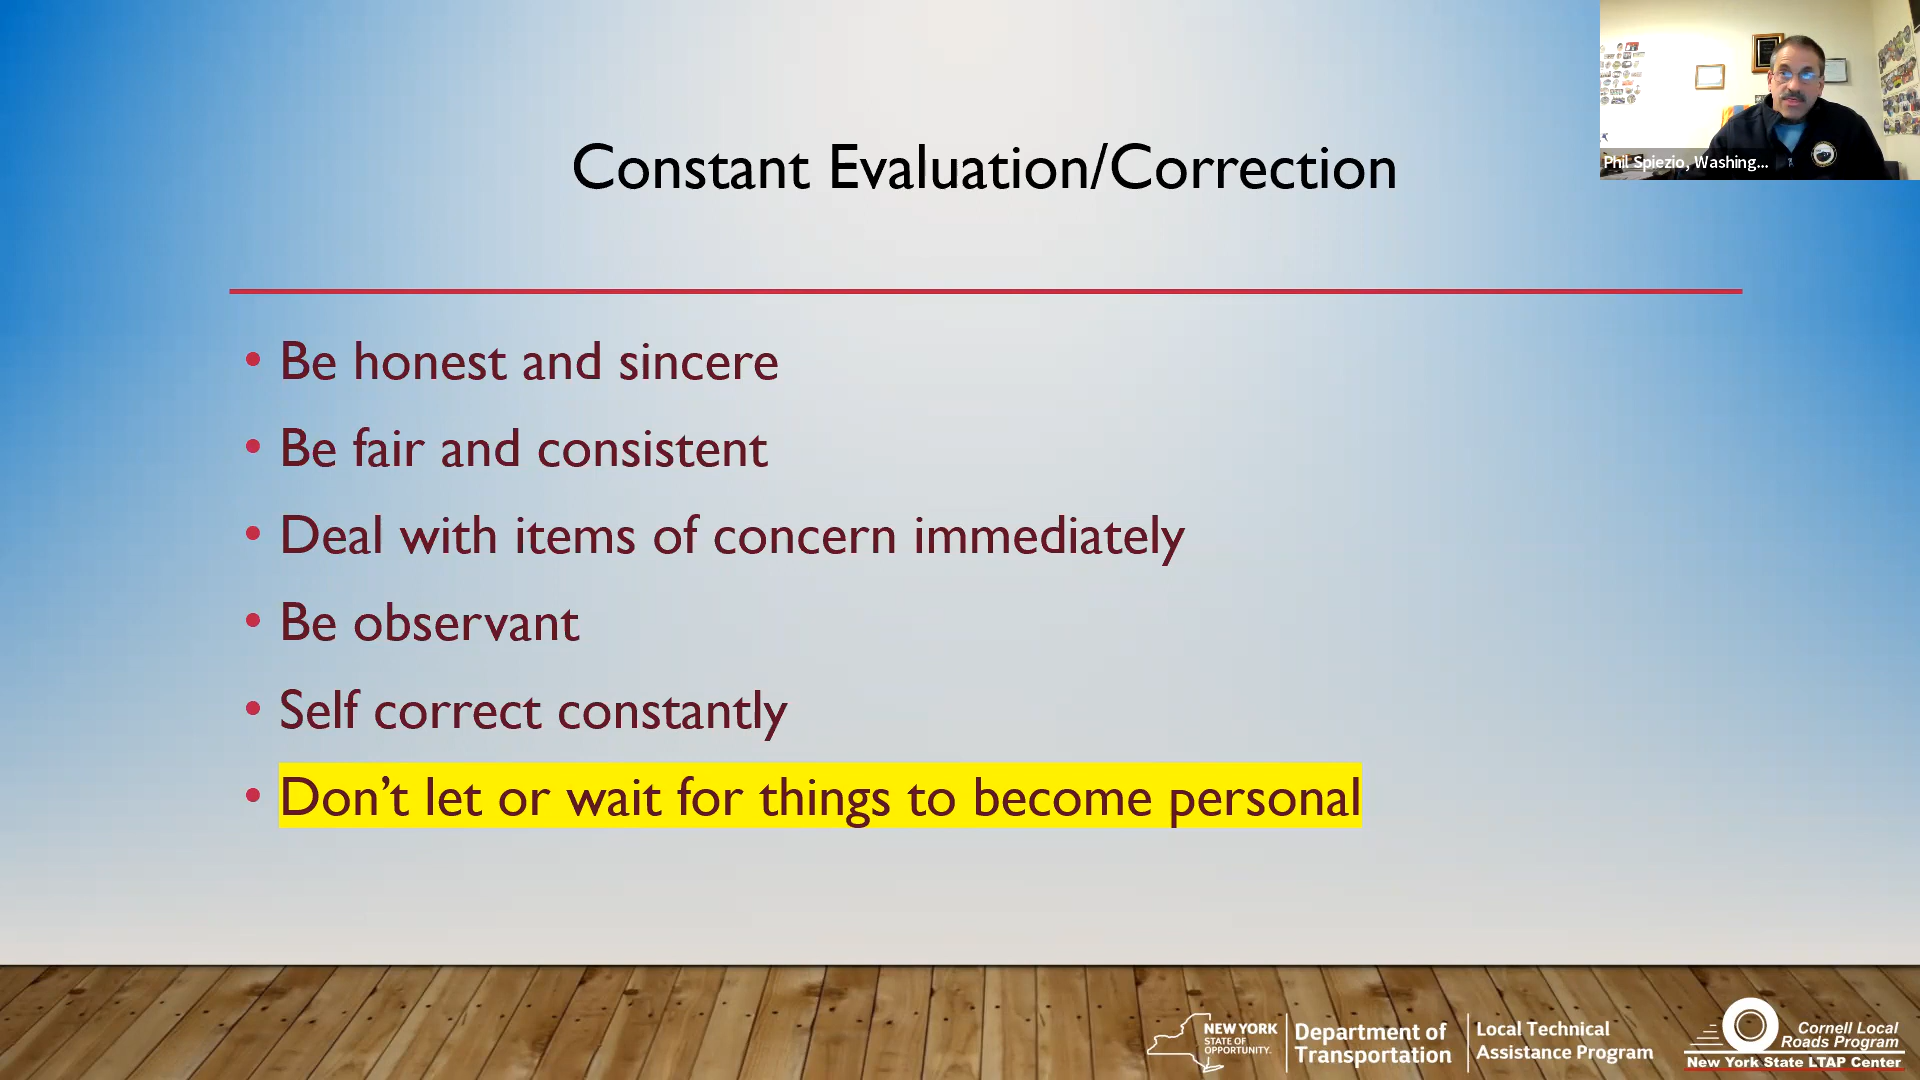 Constant Evaluation/Correction
Phil Spiezio, Washing...
• Be honest and sincere
• Be fair and consistent
• Deal with items of concern immediately
• Be observant
• Self correct constantly
• Don’t let or wait for things to become personal
NEW YORK
STATE OF
OPPORTUNITY.
Department of
Transportation
Local Technical
Assistance Program
Cornell Local
Roads Program
New York State LTAP Center